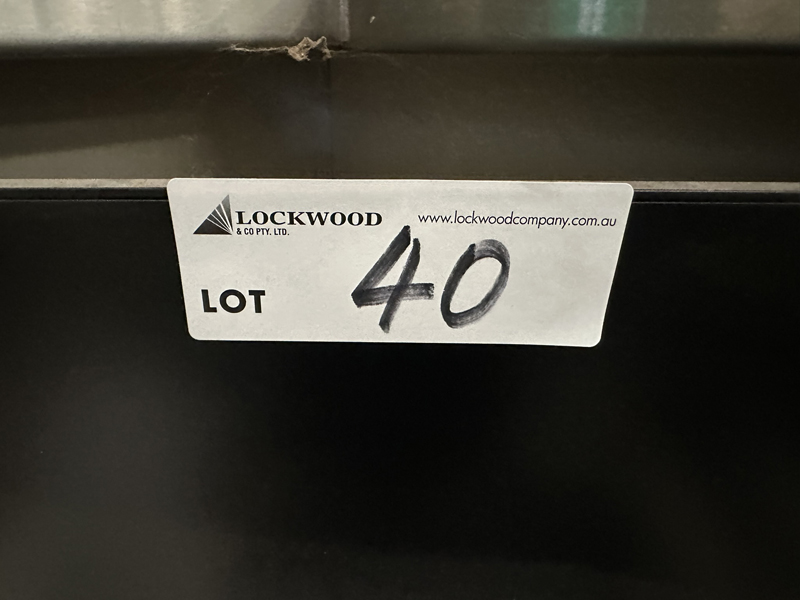 LOCKWOOD
& CO PTY. LTD.
www.lockwoodcompany.com.au
LOT 40